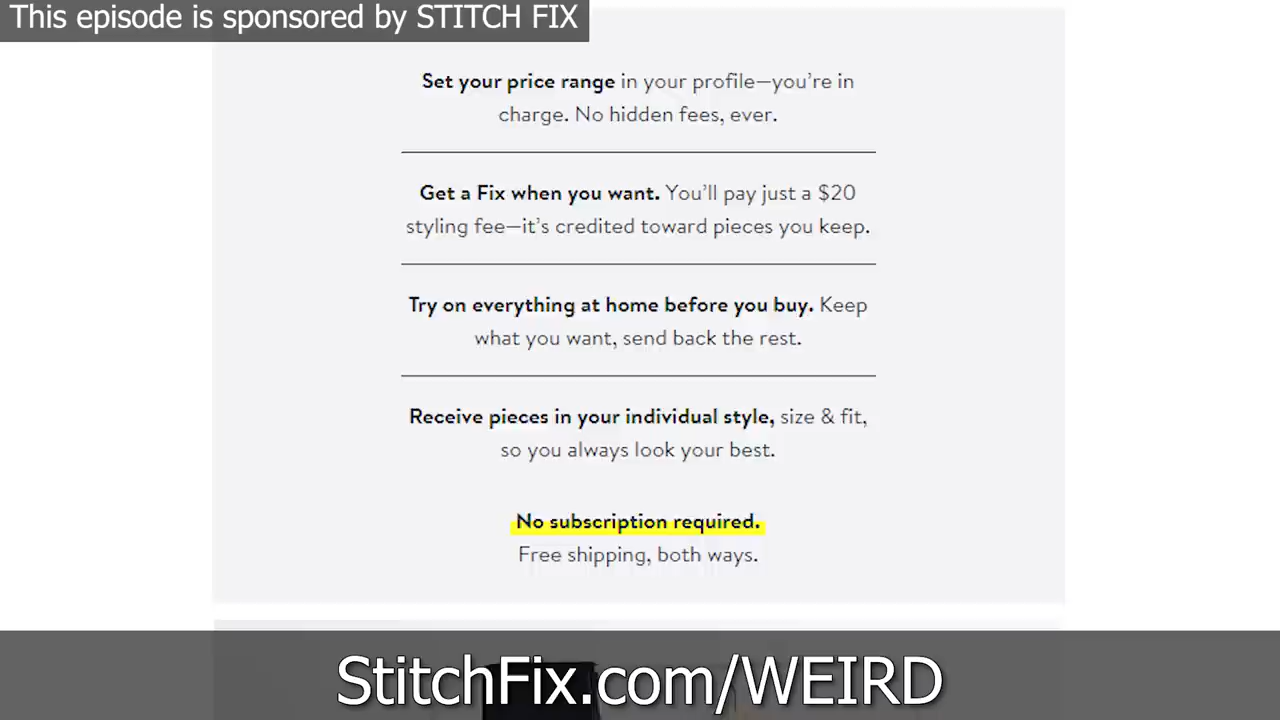 This episode is sponsored by STITCH FIX
Set your price range in your profile—you're in
charge. No hidden fees, ever.
Get a Fix when you want. You'll pay just a $20
styling fee—it's credited toward pieces you keep.
Try on everything at home before you buy. Keep
what you want, send back the rest.
Receive pieces in your individual style, size & fit,
so you always look your best.
No subscription required.
Free shipping, both ways.
StitchFix.com/WEIRD